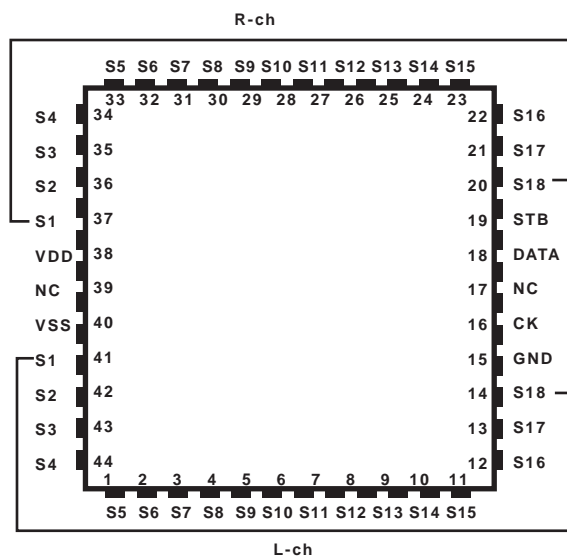 R-ch
S5 S6 S7 S8 S9 S10 S11 S12 S13 S14 S15
33 32 31 30 29 28 27 26 25 24 23
S4 34 22 S16
S3 35 21 S17
S2 36 20 S18
S1 37 19 STB
VDD 38 18 DATA
NC 39 17 NC
VSS 40 16 CK
S1 41 15 GND
S2 42 14 S18
S3 43 13 S17
S4 44 12 S16
1 2 3 4 5 6 7 8 9 10 11
S5 S6 S7 S8 S9 S10 S11 S12 S13 S14 S15
L-ch